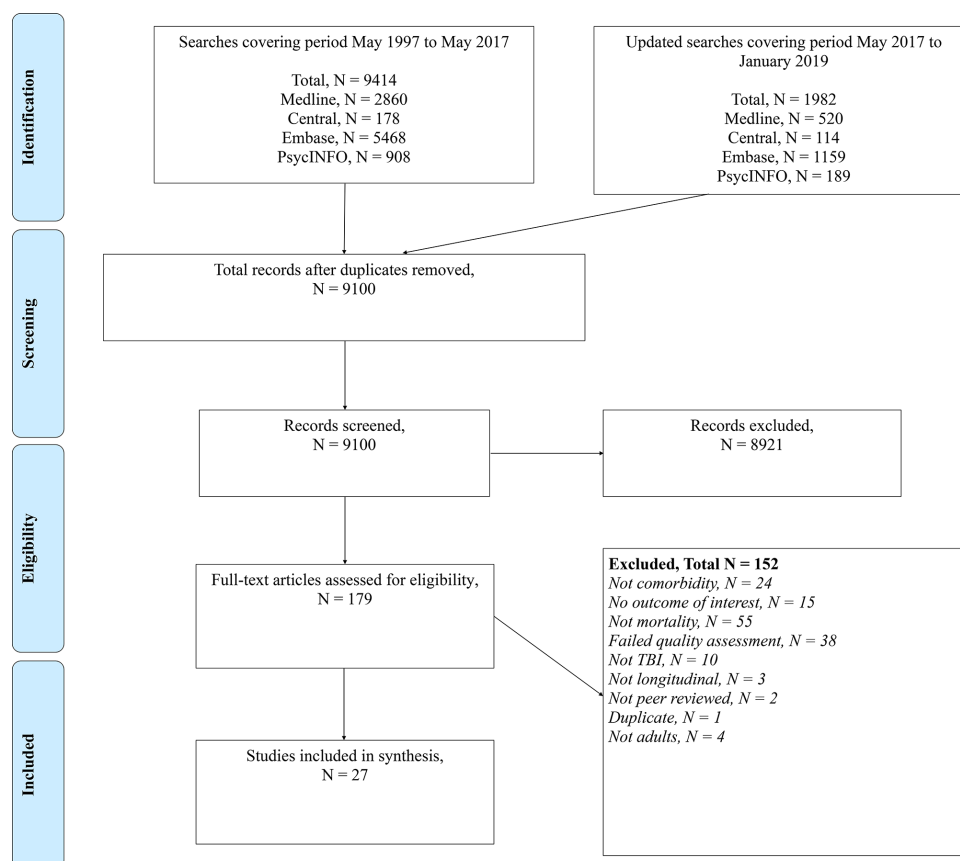 Identification
Searches covering period May 1997 to May 2017
Total, N = 9414
Medline, N = 2860
Central, N = 178
Embase, N = 5468
PsycINFO, N = 908
Updated searches covering period May 2017 to
January 2019
Total, N = 1982
Medline, N = 520
Central, N = 114
Embase, N = 1159
PsycINFO, N = 189
Screening
Total records after duplicates removed,
N = 9100
Records screened,
N = 9100
Records excluded,
N = 8921
Eligibility
Full-text articles assessed for eligibility,
N = 179
Excluded, Total N = 152
Not comorbidity, N = 24
No outcome of interest, N = 15
Not mortality, N = 55
Failed quality assessment, N = 38
Not TBI, N = 10
Not longitudinal, N = 3
Not peer reviewed, N = 2
Duplicate, N = 1
Not adults, N = 4
Included
Studies included in synthesis,
N = 27